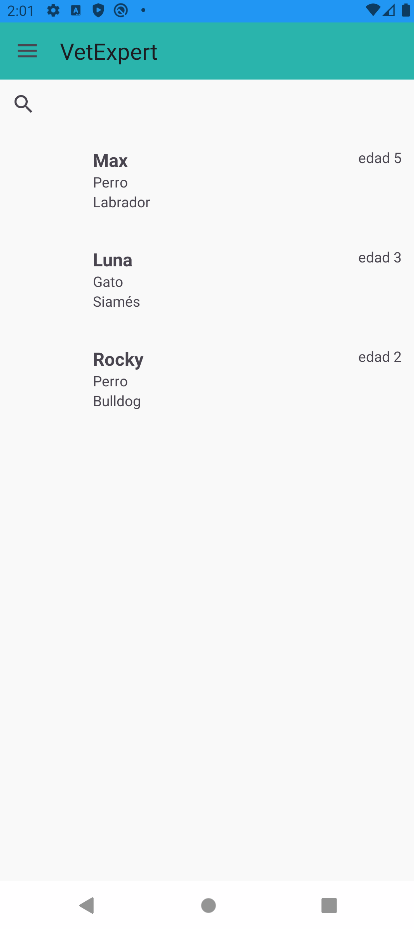 2:01
VetExpert
Max
edad 5
Perro
Labrador
Luna
edad 3
Gato
Siamés
Rocky
edad 2
Perro
Bulldog